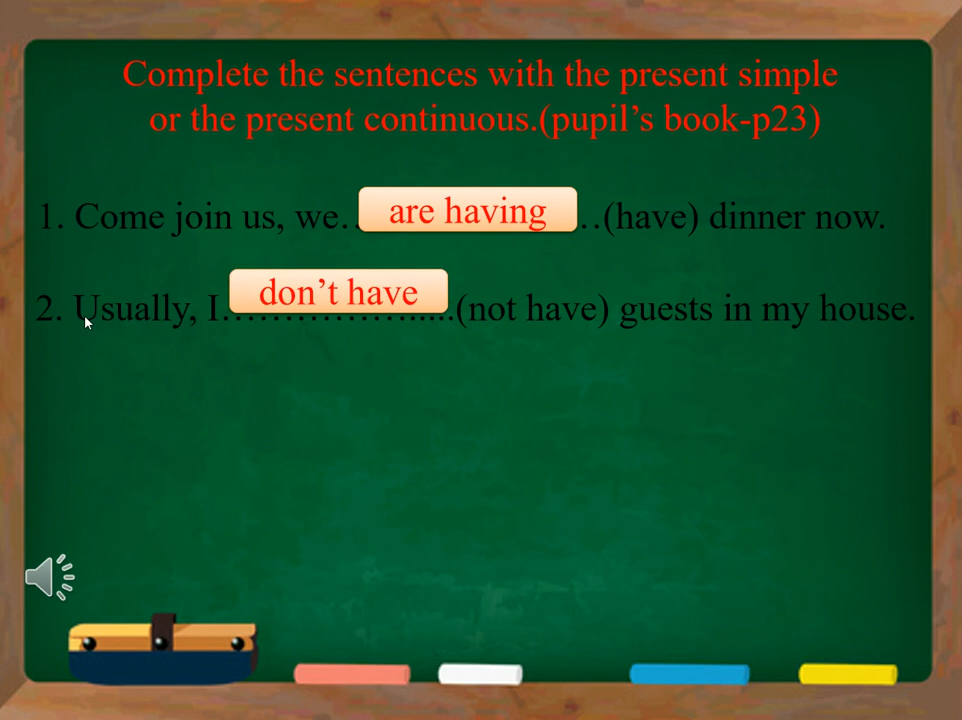 Complete the sentences with the present simple
or the present continuous.(pupil’s book-p23)
1. Come join us, we.. are having ..(have) dinner now.
2. Usually, I don’t have ……………......(not have) guests in my house.